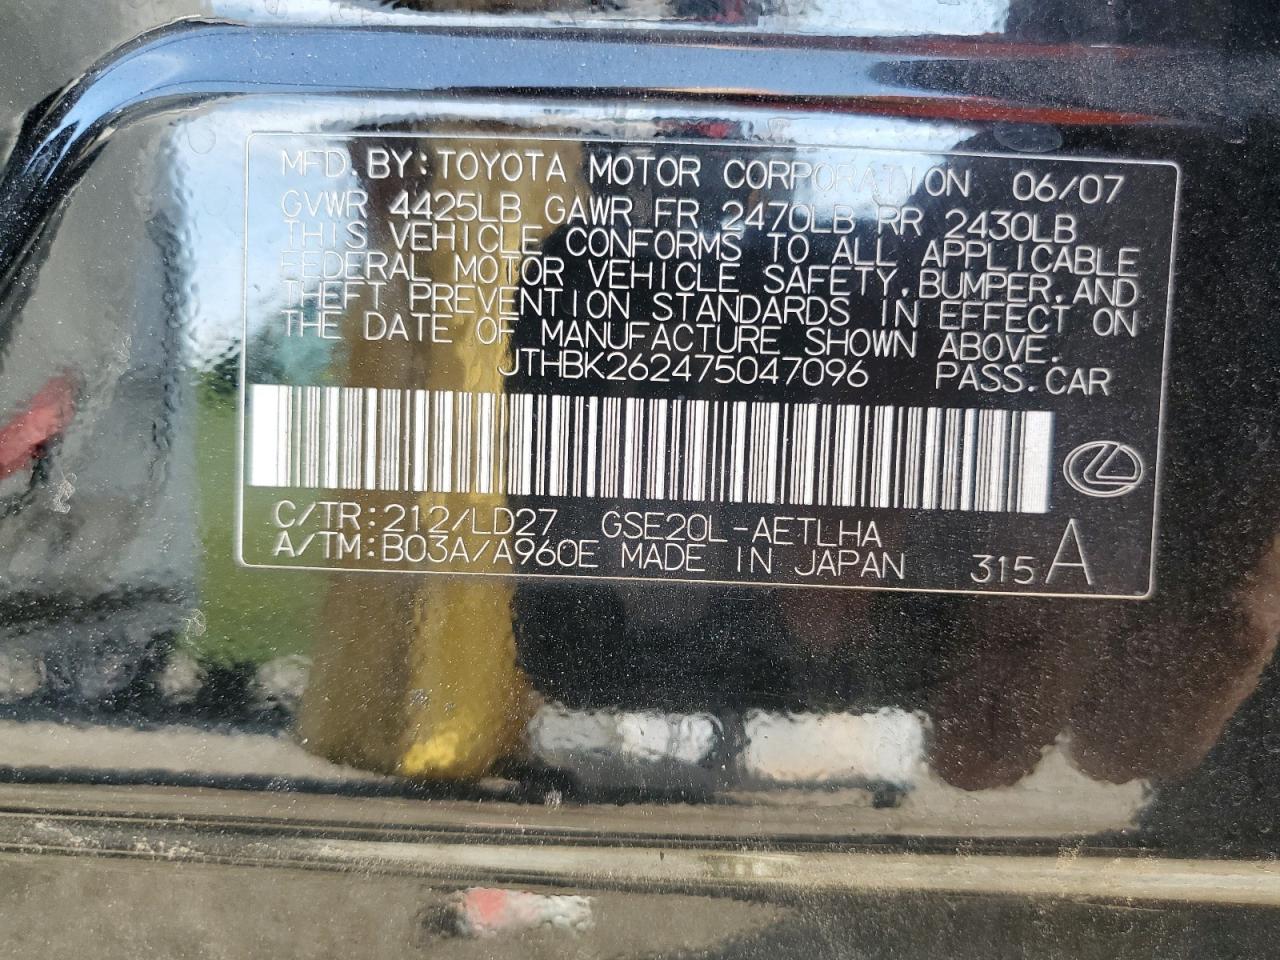 MFD.BY:TOYOTA MOTOR CORPORATION 06/07
GVWR 4425LB GAWR FR 2470LB RR 2430LB
THIS VEHICLE CONFORMS TO ALL APPLICABLE
FEDERAL MOTOR VEHICLE SAFETY,BUMPER,AND
THEFT PREVENTION STANDARDS IN EFFECT ON
THE DATE OF MANUFACTURE SHOWN ABOVE.
JTHBK262475047096 PASS.CAR
C/TR:212/LD27 GSE20L-AETLHA
A/TM:B03A/A960E MADE IN JAPAN 315 A